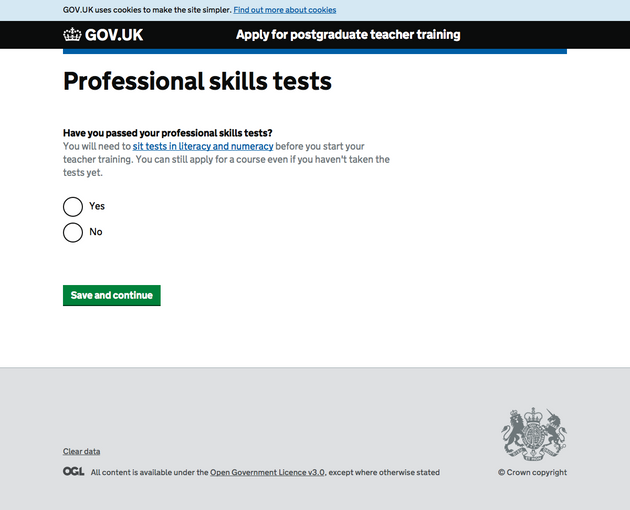 GOV.UK uses cookies to make the site simpler. Find out more about cookies
GOV.UK Apply for postgraduate teacher training
Professional skills tests
Have you passed your professional skills tests?
You will need to sit tests in literacy and numeracy before you start your
teacher training. You can still apply for a course even if you haven't taken the
tests yet.
Yes
No
Save and continue
Clear data
OGL All content is available under the Open Government Licence v3.0, except where otherwise stated
© Crown copyright